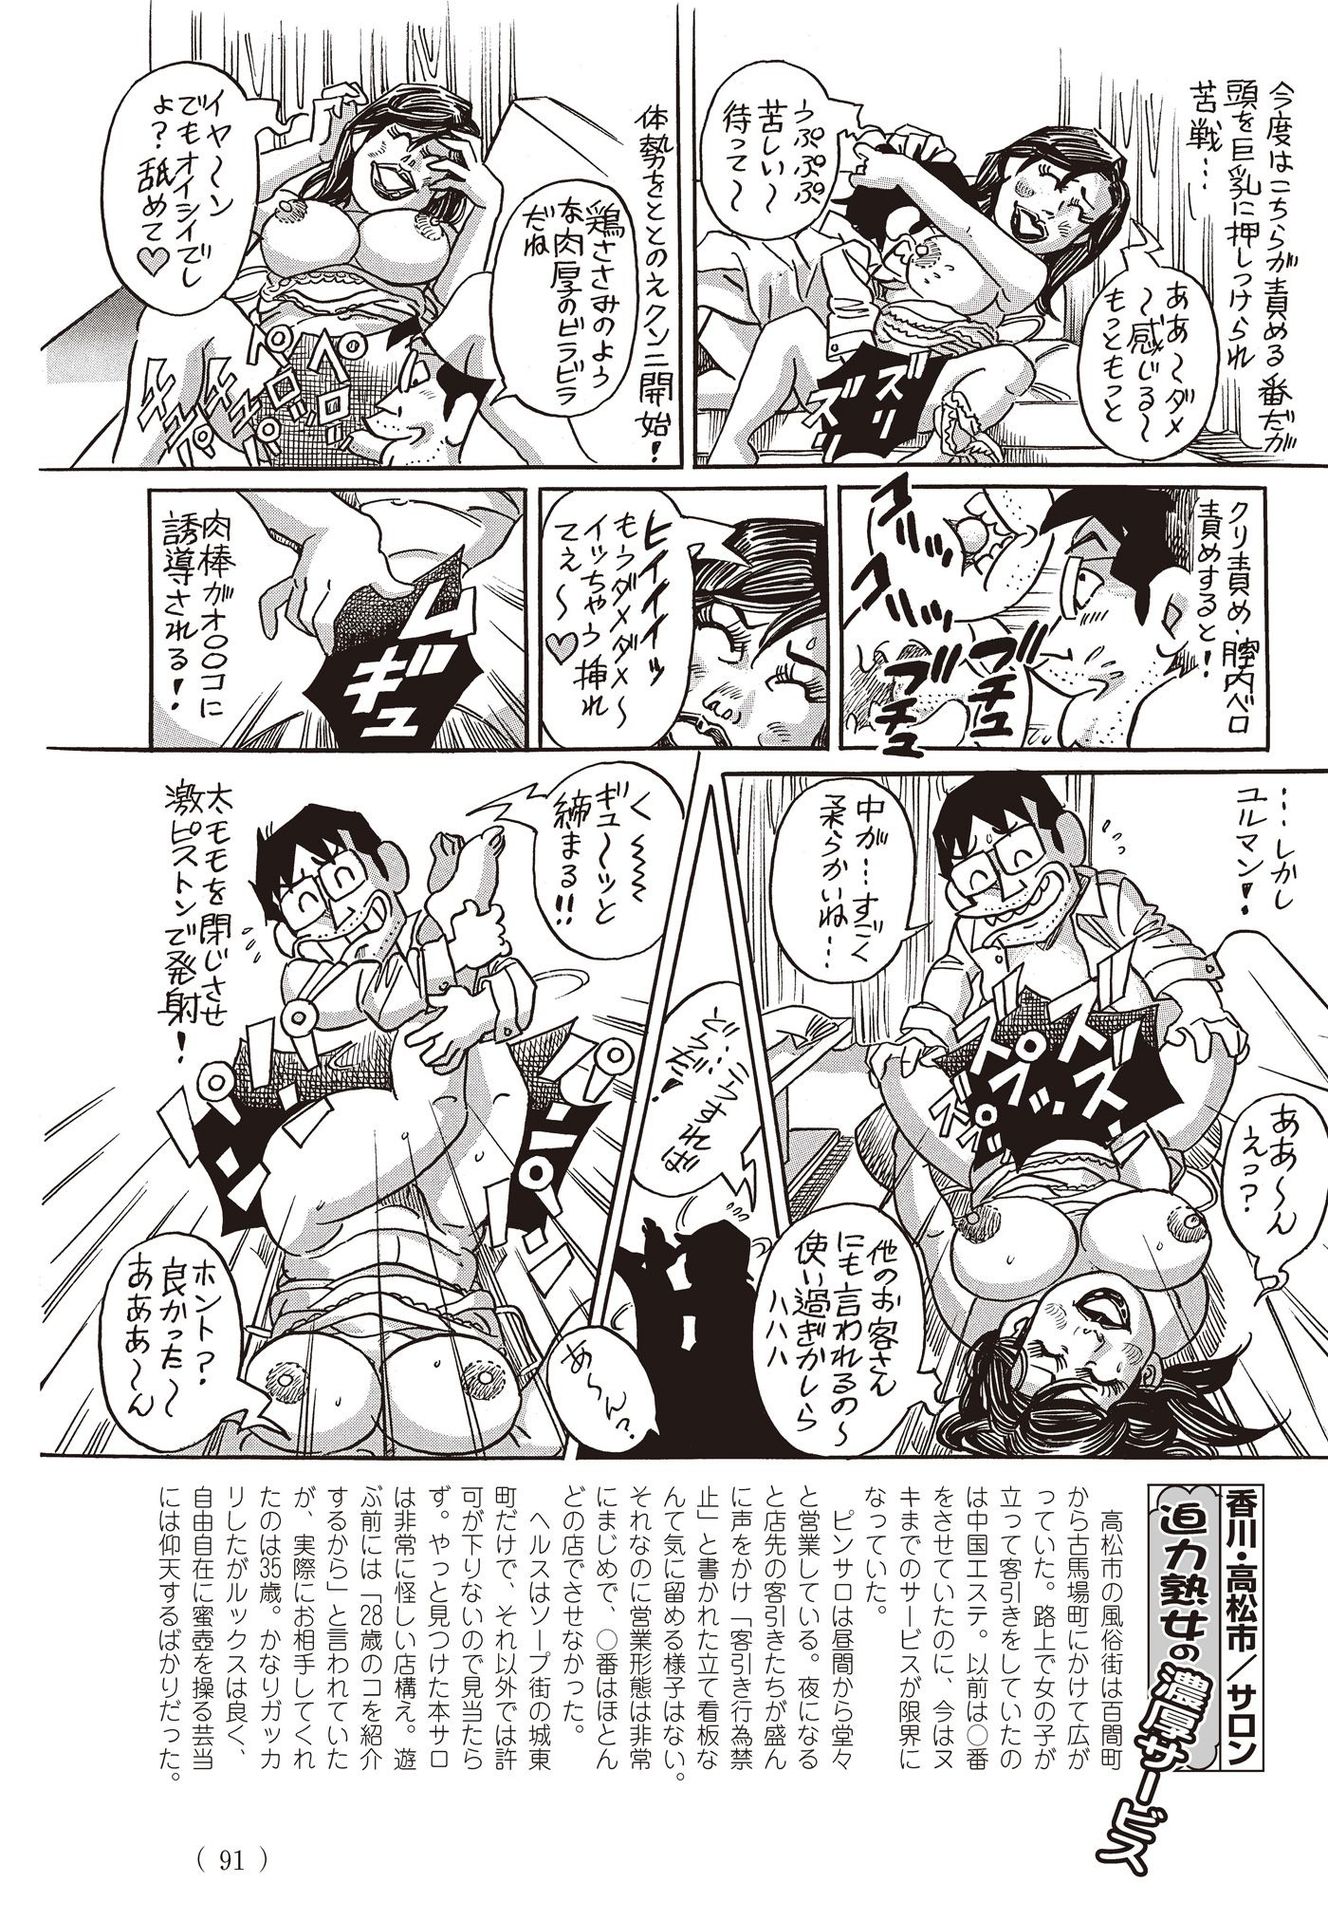 今度はこちらが責める番だが
頭を巨乳に押しつけられ
苦戦…
うぷぷぷぷ
苦しい〜
待って〜
ああ〜ダメ
〜感じる〜
もっともっと
ズリ
ズリ
体勢をととのえクンニ開始!
鶏ささみのよう
な肉厚のビラビラ
だね
イヤ〜ン
でもオイシイでし
ょ?舐めて♡
ペロペロ
クリ責め・膣内ベロ
責めすると!
ブチュ
ブチュ
ヒイイイイッ
もうダメダメ〜
イッちゃう挿れ
てぇ〜♡
肉棒がオ〇〇コに
誘導される!
ムギュ
…しかし
ユルマン!
中が…すごく
柔らかいね…
ズブッ
ああ〜ん
えっ?
他のお客さん
にも言われるの〜
使い過ぎかしら
ハハハ
じゃ…こうすれば
どうだ!
あ〜ん?
く〜
ギュ〜ッと
締まる!!
太モモを閉じさせ
激ピストンで発射!
パン!
パン!
パン!
パン!
ホント?
良かった〜
あああ〜ん
香川・高松市/サロン
迫力熟女の濃厚サービス
高松市の風俗街は百間町
から古馬場町にかけて広が
っていた。路上で女の子が
立って客引きをしていたの
は中国エステ。以前は〇番
をさせていたのに、今はヌ
キまでのサービスが限界に
なっていた。
ピンサロは昼間から堂々
と営業している。夜になる
と店先の客引きたちが盛ん
に声をかけ「客引き行為禁
止」と書かれた立て看板な
んて気に留める様子はない。
それなのに営業形態は非常
にまじめで、〇番はほとん
どの店でさせなかった。
ヘルスはソープ街の城東
町だけで、それ以外では許
可が下りないので見当たら
ず。やっと見つけた本サロ
は非常に怪しい店構え。遊
ぶ前には「28歳のコを紹介
するから」と言われていた
が、実際にお相手してくれ
たのは35歳。かなりガッカ
リしたがルックスは良く、
自由自在に蜜壺を操る芸当
には仰天するばかりだった。
(91)